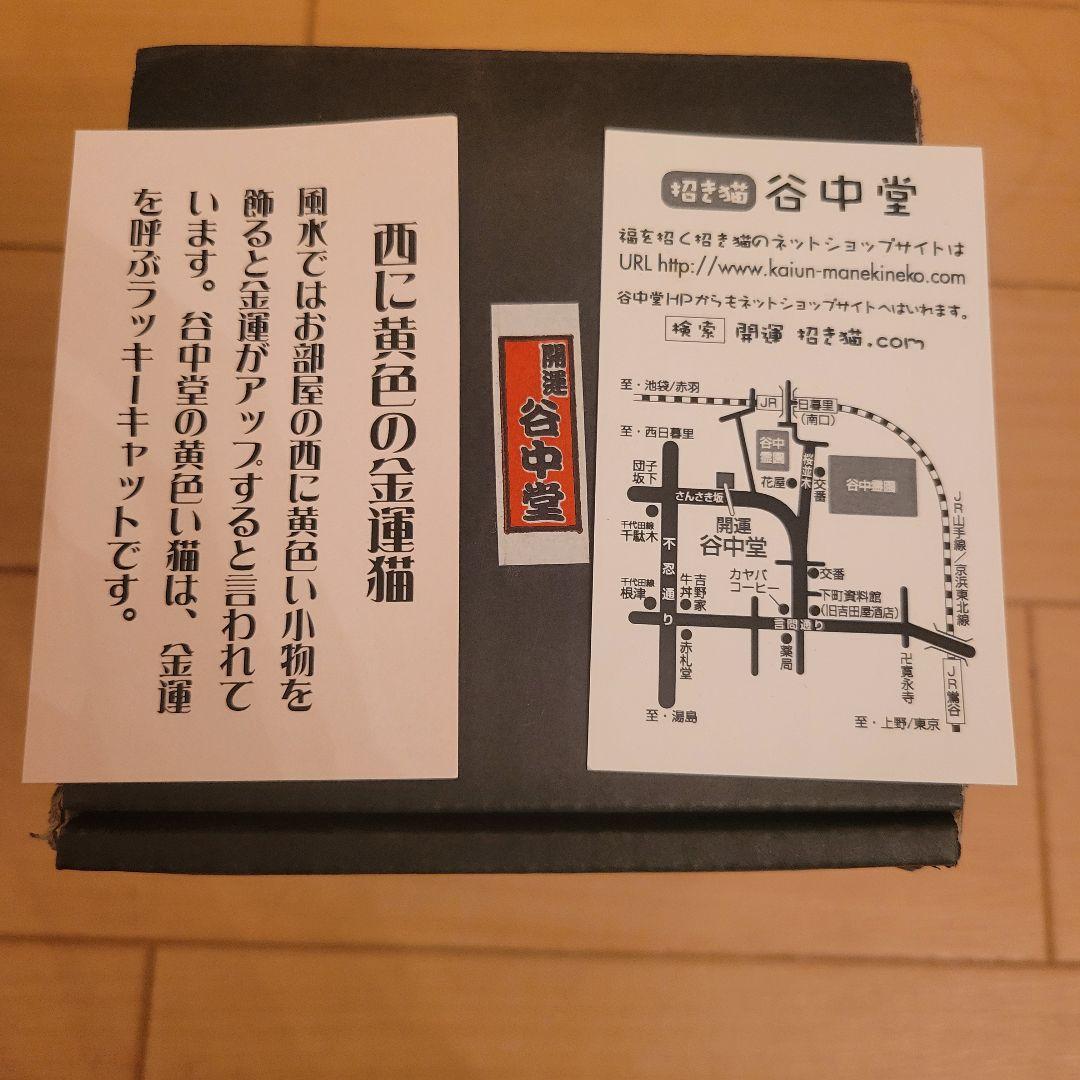 西に黄色の金運猫
風水ではお部屋の西に黄色い小物を
飾ると金運がアップすると言われて
います。谷中堂の黄色い猫は、金運
を呼ぶラッキーキャットです。
開運
谷中堂
招き猫 谷中堂
福を招く招き猫のネットショップサイトは
URL http://www.kaiun-manekineko.com
谷中堂HPからもネットショップサイトへはいれます。
検索 開運 招き猫.com
至・池袋/赤羽
JR
日暮里
(南口)
至・西日暮里
谷中
霊園
桜並木
団子
坂下
花屋
交番
谷中霊園
さんさき坂
千代田線
千駄木
開運
谷中堂
JR山手線/京浜東北線
不忍通り
カヤバ
コーヒー
交番
千代田線
根津
吉野家
牛丼
下町資料館
(旧吉田屋酒店)
言問通り
赤札堂
薬局
卍寛永寺
JR鶯谷
至・湯島
至・上野/東京